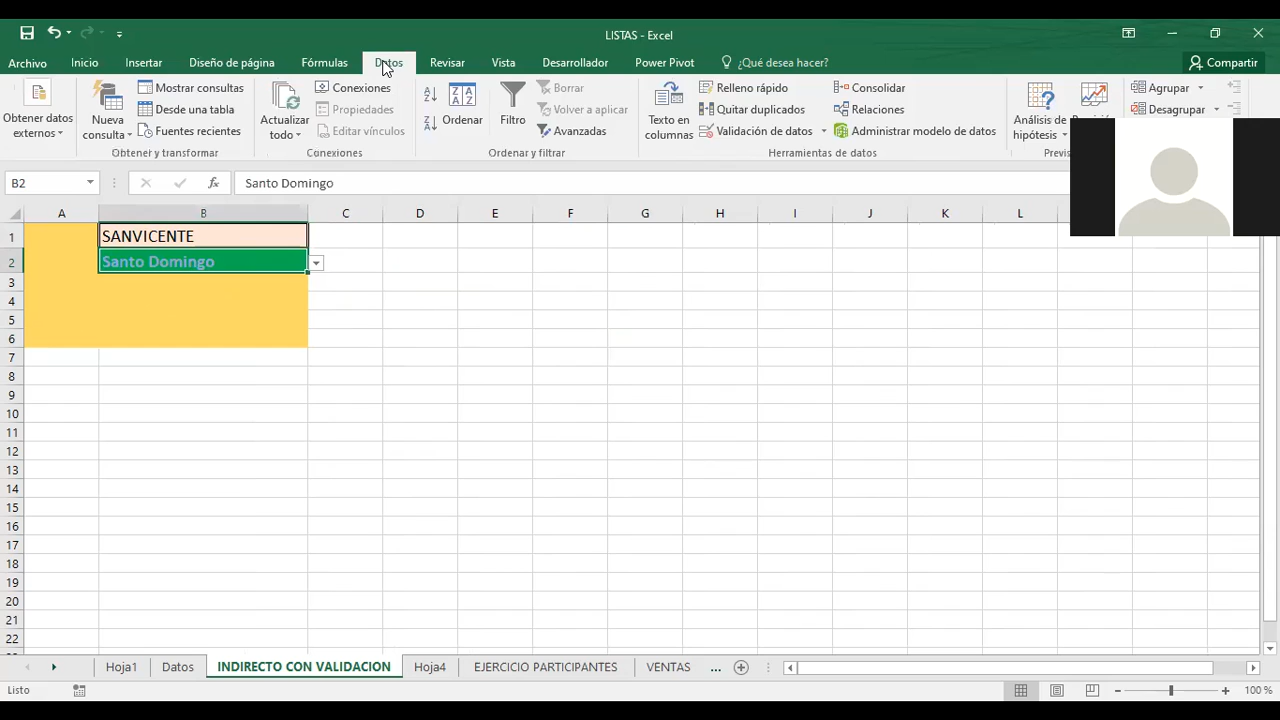 LISTAS - Excel
Archivo Inicio Insertar Diseño de página Fórmulas Datos Revisar Vista Desarrollador Power Pivot ¿Qué desea hacer? Compartir
Obtener datos externos
Nueva consulta
Mostrar consultas
Desde una tabla
Fuentes recientes
Obtener y transformar
Actualizar todo
Conexiones
Propiedades
Editar vínculos
Conexiones
Ordenar
Filtro
Borrar
Volver a aplicar
Avanzadas
Ordenar y filtrar
Texto en columnas
Relleno rápido
Quitar duplicados
Validación de datos
Consolidar
Relaciones
Administrar modelo de datos
Herramientas de datos
Análisis de hipótesis
Agrupar
Desagrupar
B2 fx Santo Domingo
A B C D E F G H I J K L
1 SANVICENTE
2 Santo Domingo
3
4
5
6
7
8
9
10
11
12
13
14
15
16
17
18
19
20
21
22
Hoja1 Datos INDIRECTO CON VALIDACION Hoja4 EJERCICIO PARTICIPANTES VENTAS ...
Listo 100 %